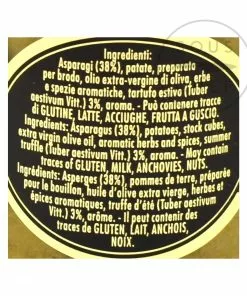 Ingredienti:
Asparagi (38%), patate, preparato
per brodo, olio extra-vergine di oliva, erbe
e spezie aromatiche, tartufo estivo (Tuber
aestivum Vitt.) 3%, aroma. - Può contenere tracce
di GLUTINE, LATTE, ACCIUGHE, FRUTTA A GUSCIO.
Ingredients: Asparagus (38%), potatoes, stock cubes,
extra virgin olive oil, aromatic herbs and spices, summer
truffle (Tuber aestivum Vitt.) 3%, aroma. - May contain
traces of GLUTEN, MILK, ANCHOVIES, NUTS.
Ingrédients: Asperges (38%), pommes de terre, préparée
pour le bouillon, huile d'olive extra vierge, herbes et
épices aromatiques, truffe d'été (Tuber aestivum
Vitt.) 3%, arôme. - Il peut contenir des
traces de GLUTEN, LAIT, ANCHOIS,
NOIX.